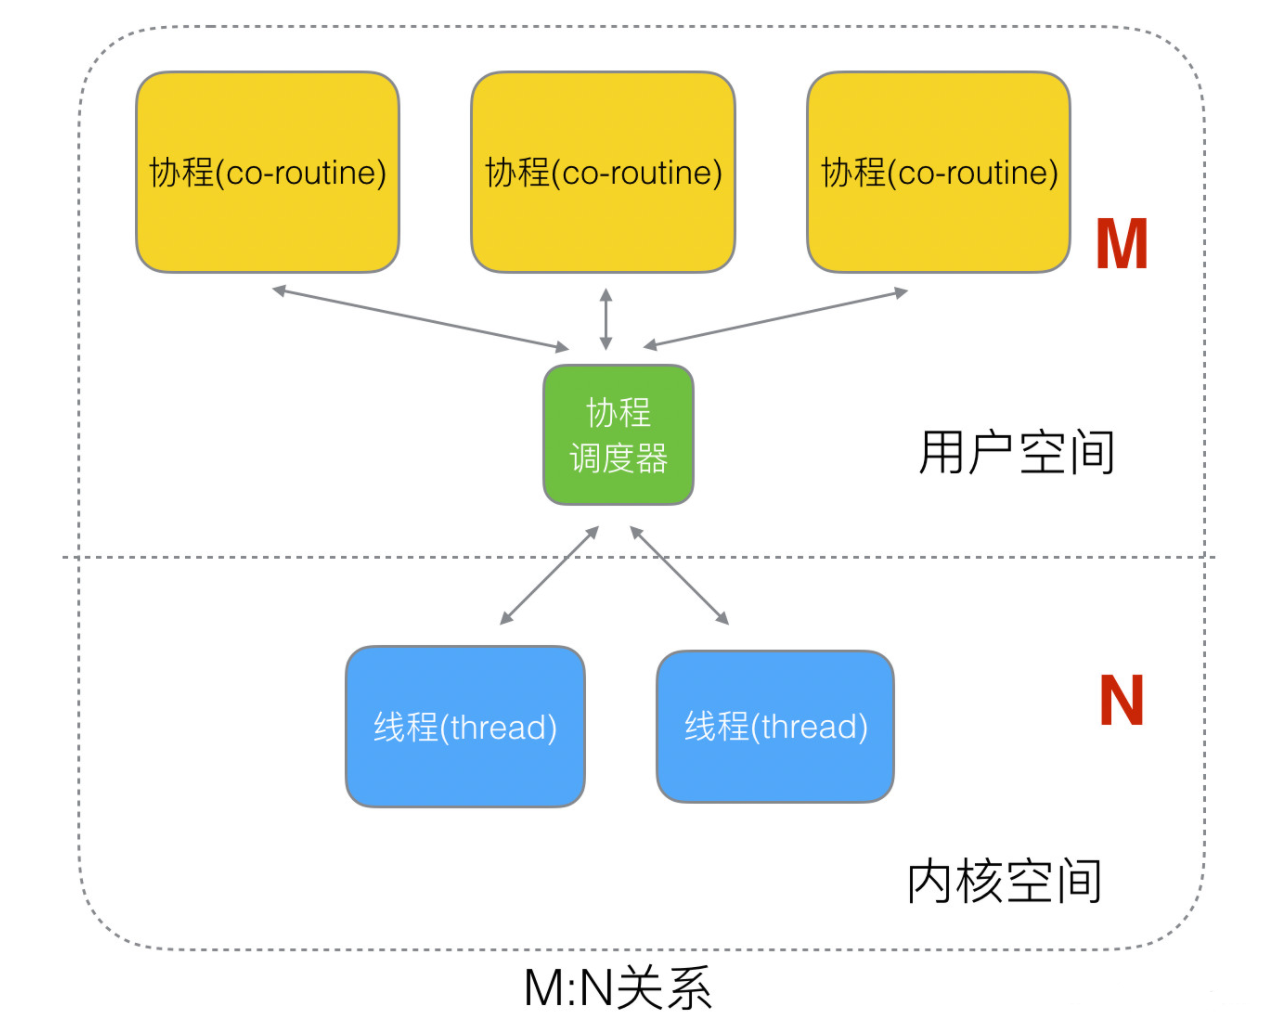 协程(co-routine)
协程(co-routine)
协程(co-routine)
M
协程
调度器
用户空间
线程(thread)
线程(thread)
N
内核空间
M:N关系